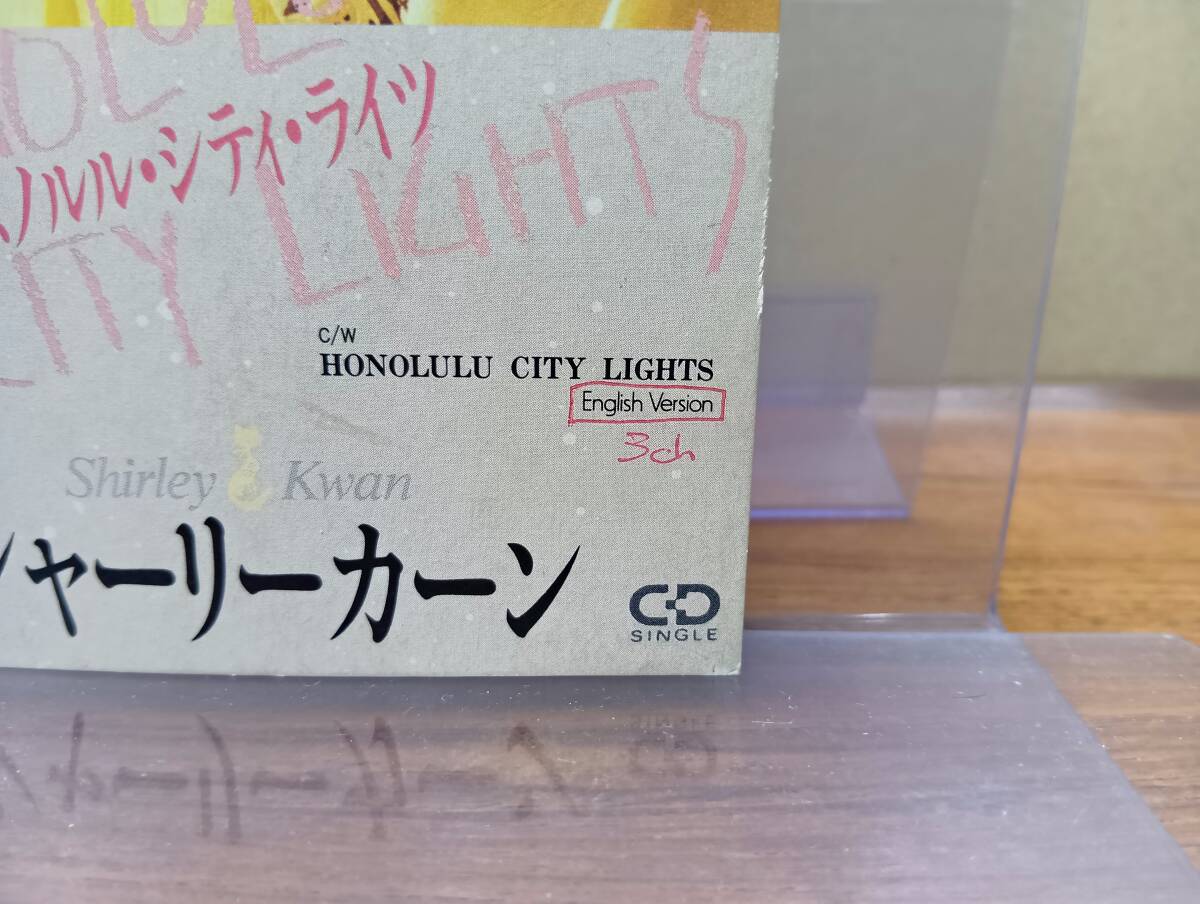 ノルル・シティ・ライツ
ITY LIGHTS
C/W
HONOLULU CITY LIGHTS
English Version
3ch
Shirley Kwan
シャーリー カーン
CD
SINGLE